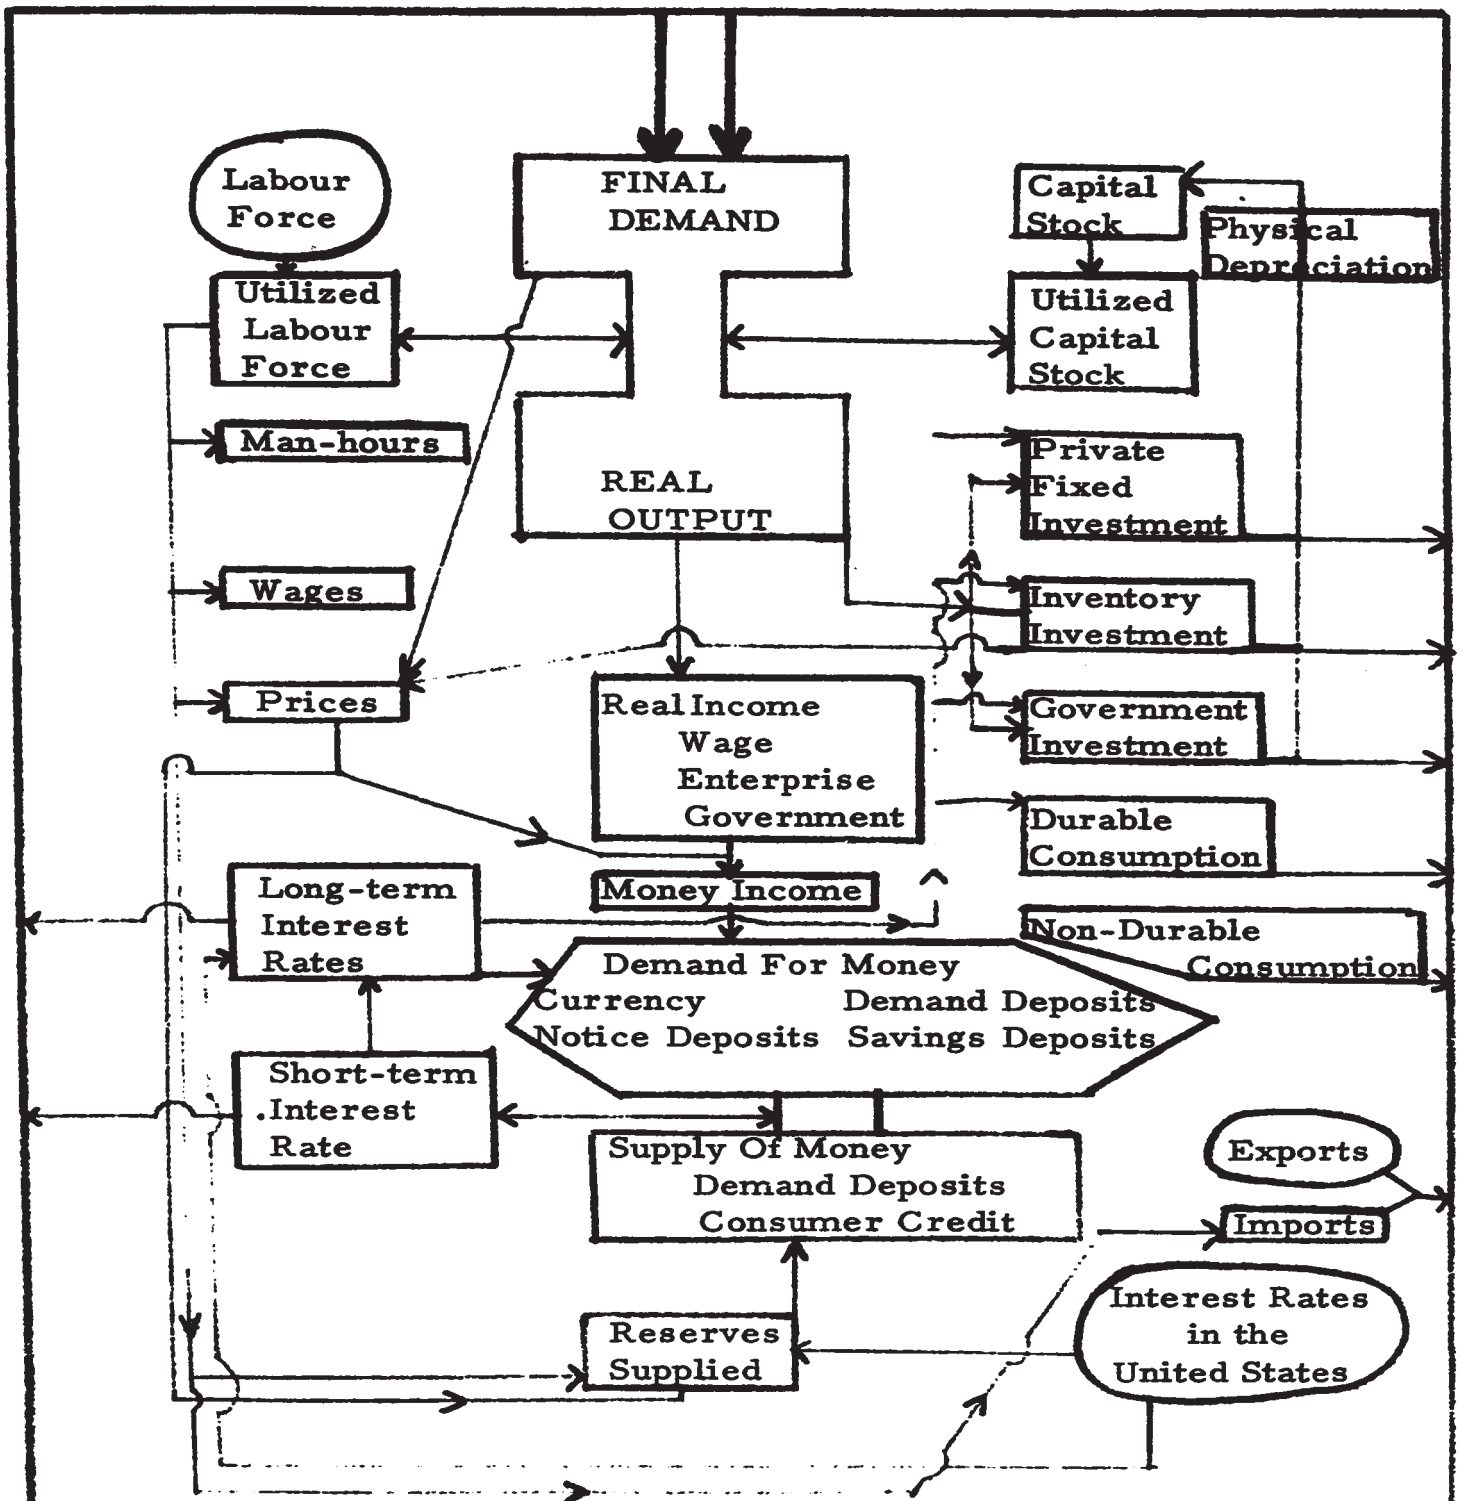 Labour
Force
FINAL
DEMAND
Capital
Stock
Physical
Depreciation
Utilized
Labour
Force
Utilized
Capital
Stock
Man-hours
REAL
OUTPUT
Private
Fixed
Investment
Wages
Inventory
Investment
Prices
Real Income
Wage
Enterprise
Government
Government
Investment
Durable
Consumption
Long-term
Interest
Rates
Money Income
Non-Durable
Consumption
Demand For Money
Currency Demand Deposits
Notice Deposits Savings Deposits
Short-term
Interest
Rate
Supply Of Money
Demand Deposits
Consumer Credit
Exports
Imports
Reserves
Supplied
Interest Rates
in the
United States